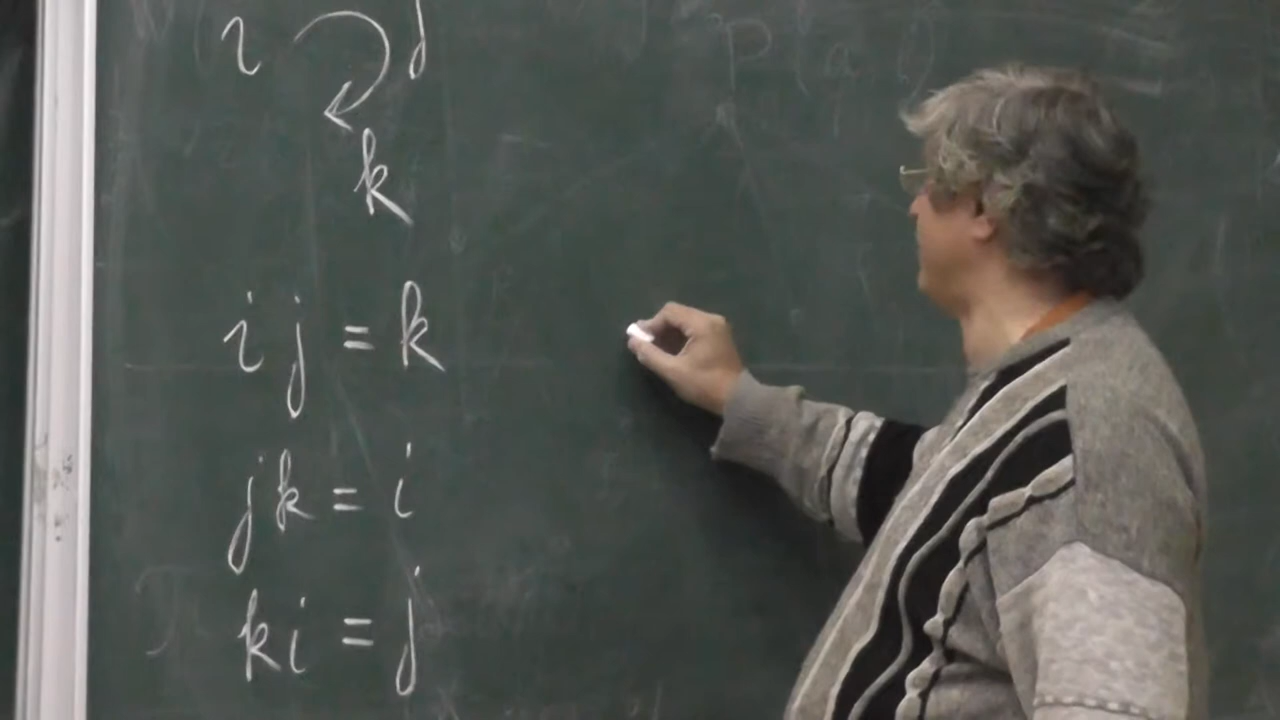 i j
k
i j = k
j k = i
k i = j